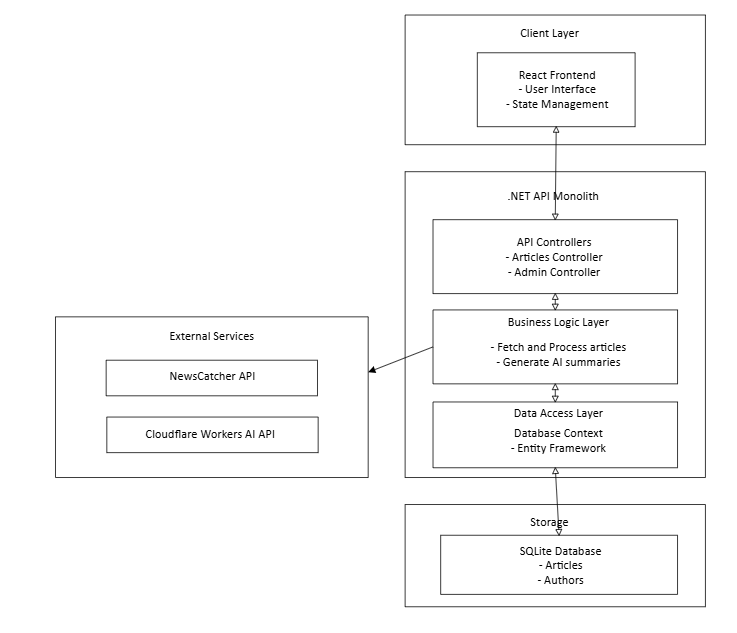 Client Layer
React Frontend
- User Interface
- State Management
.NET API Monolith
API Controllers
- Articles Controller
- Admin Controller
Business Logic Layer
- Fetch and Process articles
- Generate AI summaries
Data Access Layer
Database Context
- Entity Framework
External Services
NewsCatcher API
Cloudflare Workers AI API
Storage
SQLite Database
- Articles
- Authors